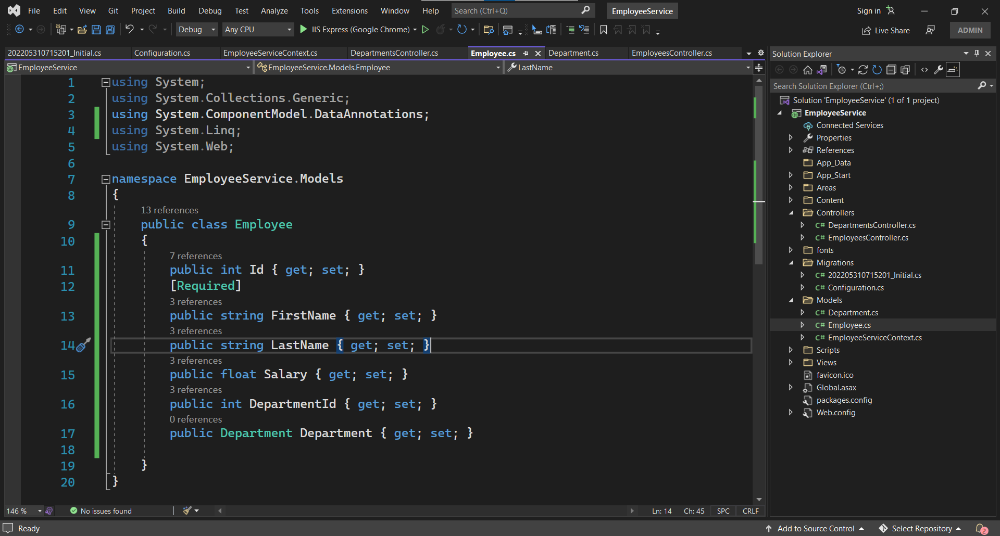 File Edit View Git Project Build Debug Test Analyze Tools Extensions Window Help Search (Ctrl+Q) EmployeeService Sign in
Debug Any CPU IIS Express (Google Chrome) Live Share ADMIN
202205310715201_Initial.cs Configuration.cs EmployeeServiceContext.cs DepartmentsController.cs Employee.cs Department.cs EmployeesController.cs
EmployeeService EmployeeService.Models.Employee LastName
1 using System;
2 using System.Collections.Generic;
3 using System.ComponentModel.DataAnnotations;
4 using System.Linq;
5 using System.Web;
6
7 namespace EmployeeService.Models
8 {
13 references
9 public class Employee
10 {
7 references
11 public int Id { get; set; }
12 [Required]
3 references
13 public string FirstName { get; set; }
3 references
14 public string LastName { get; set; }
3 references
15 public float Salary { get; set; }
3 references
16 public int DepartmentId { get; set; }
0 references
17 public Department Department { get; set; }
18
19 }
20 }
146 % No issues found Ln: 14 Ch: 45 SPC CRLF
Solution Explorer
Search Solution Explorer (Ctrl+;)
Solution 'EmployeeService' (1 of 1 project)
EmployeeService
Connected Services
Properties
References
App_Data
App_Start
Areas
Content
Controllers
C# DepartmentsController.cs
C# EmployeesController.cs
fonts
Migrations
C# 202205310715201_Initial.cs
C# Configuration.cs
Models
C# Department.cs
C# Employee.cs
C# EmployeeServiceContext.cs
Scripts
Views
favicon.ico
Global.asax
packages.config
Web.config
Ready Add to Source Control Select Repository 2